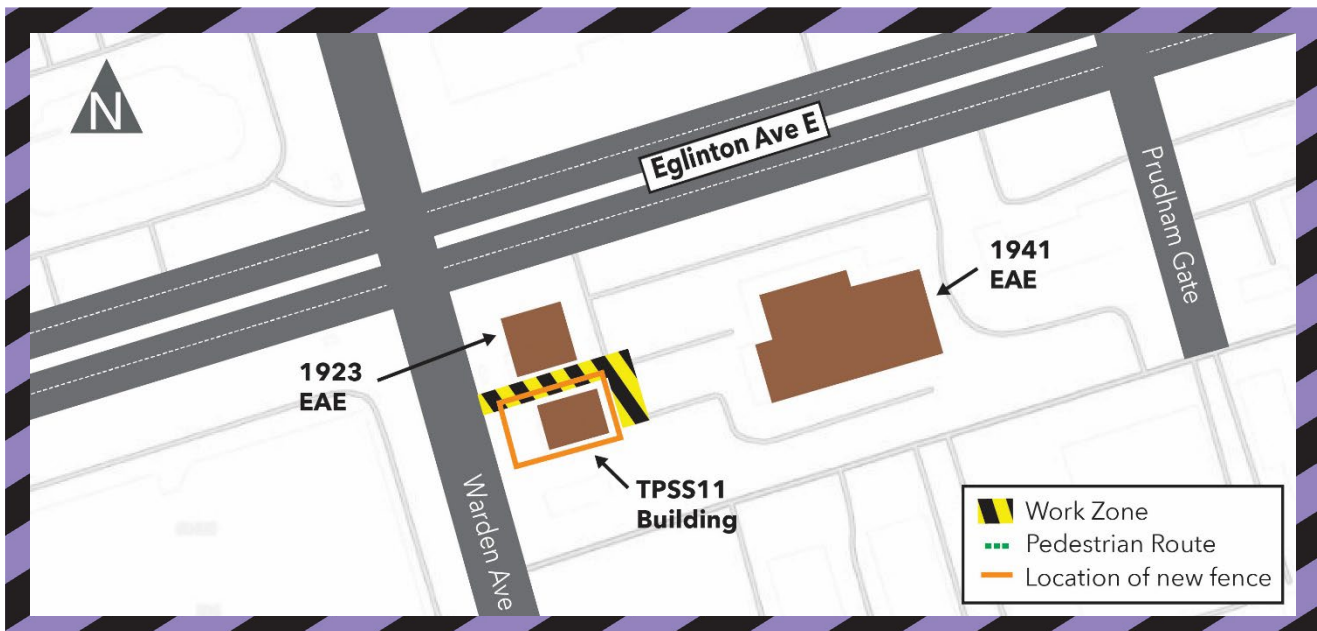 N
Eglinton Ave E
Prudham Gate
1941
EAE
1923
EAE
TPSS11
Building
Warden Ave
Work Zone
Pedestrian Route
Location of new fence